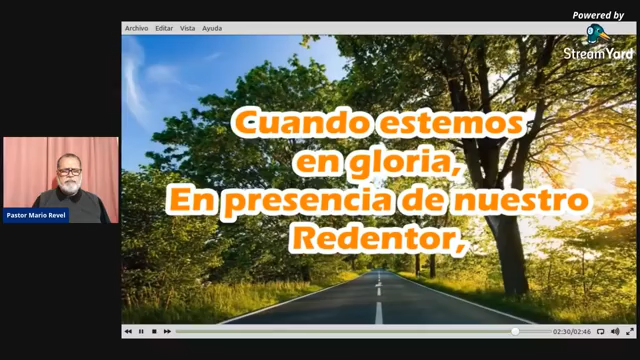 Powered by
StreamYard
Archivo Editar Vista Ayuda
Cuando estemos
en gloria,
En presencia de nuestro
Redentor,
Pastor Mario Revel
02:30/02:46